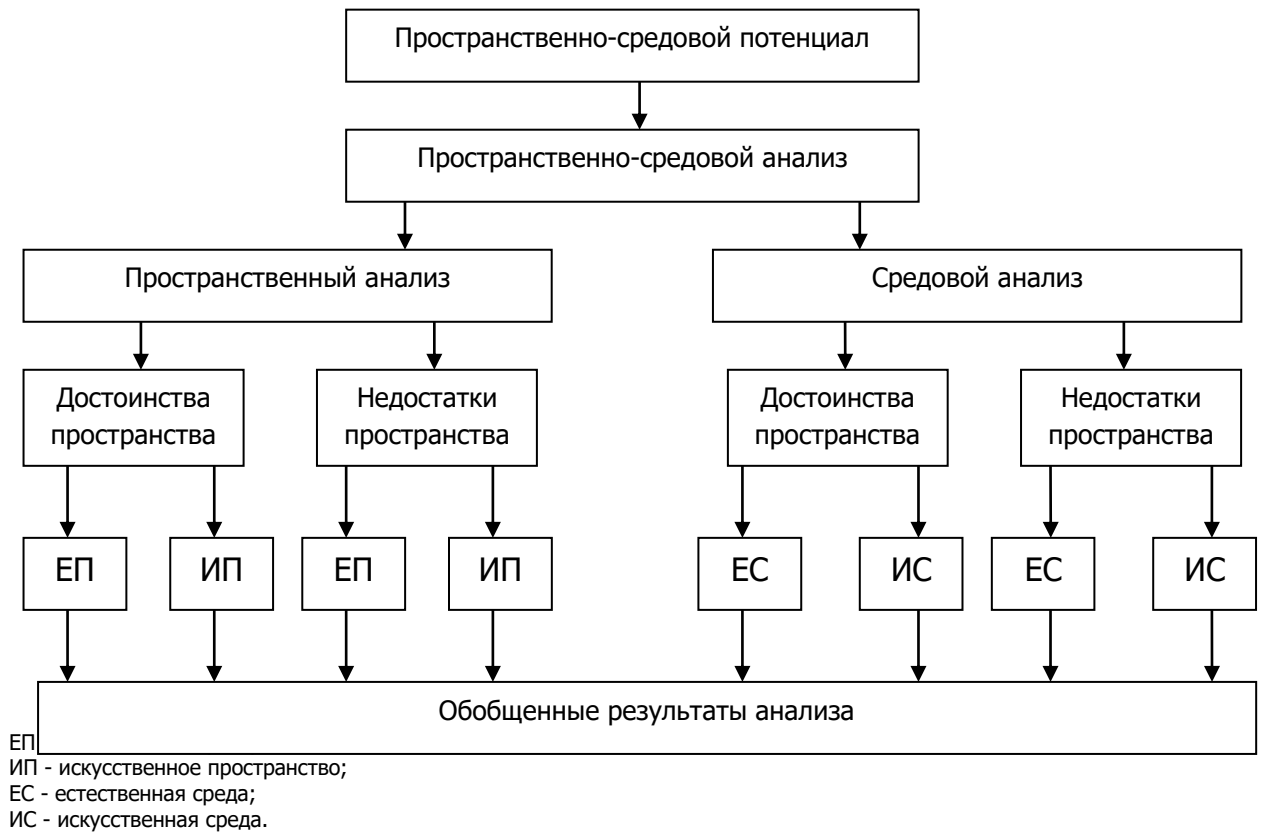 Пространственно-средовой потенциал
Пространственно-средовой анализ
Пространственный анализ
Средовой анализ
Достоинства
пространства
Недостатки
пространства
Достоинства
пространства
Недостатки
пространства
ЕП
ИП
ЕП
ИП
ЕС
ИС
ЕС
ИС
Обобщенные результаты анализа
ЕП
ИП - искусственное пространство;
ЕС - естественная среда;
ИС - искусственная среда.